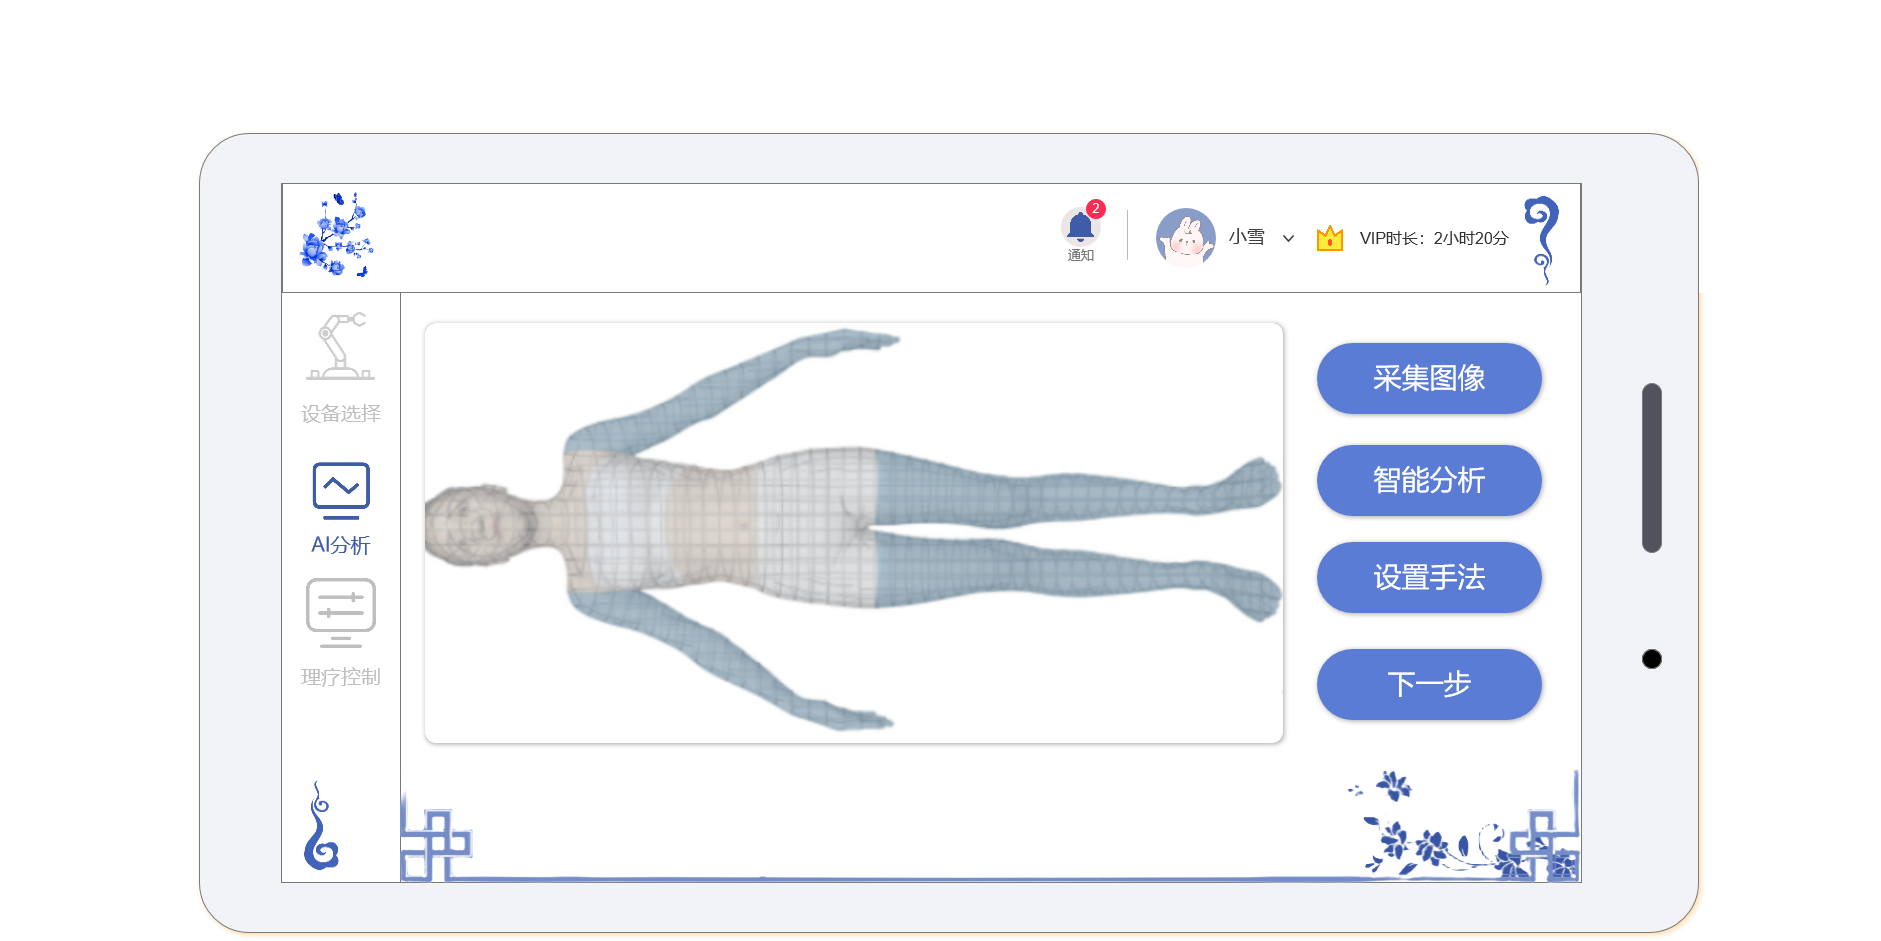 2
通知
小雪
VIP时长：2小时20分
设备选择
AI分析
理疗控制
采集图像
智能分析
设置手法
下一步